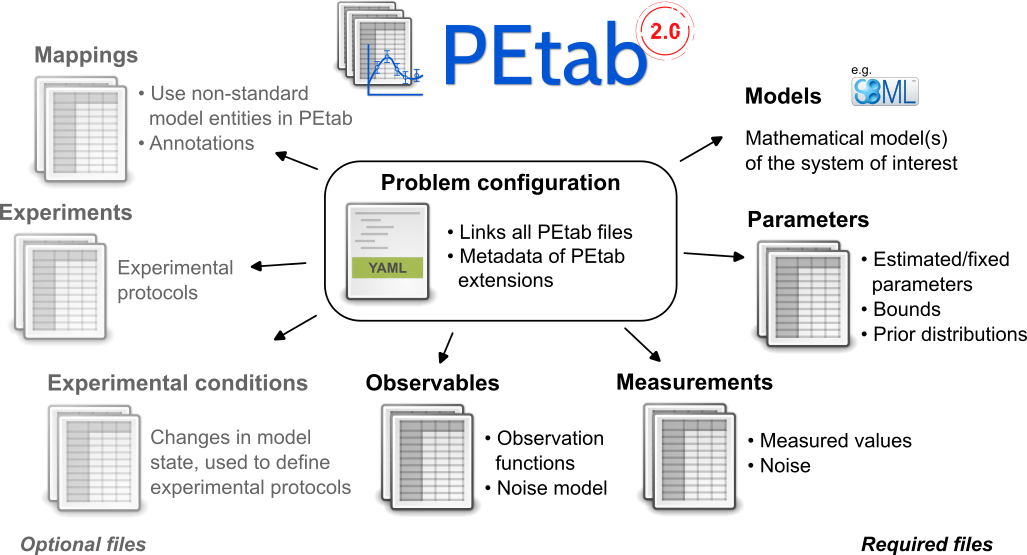 PEtab
2.0
Mappings
• Use non-standard
model entities in PEtab
• Annotations
e.g.
SBML
Models
Mathematical model(s)
of the system of interest
Problem configuration
YAML
• Links all PEtab files
• Metadata of PEtab
extensions
Experiments
Experimental
protocols
Parameters
• Estimated/fixed
parameters
• Bounds
• Prior distributions
Experimental conditions
Changes in model
state, used to define
experimental protocols
Observables
• Observation
functions
• Noise model
Measurements
• Measured values
• Noise
Optional files
Required files